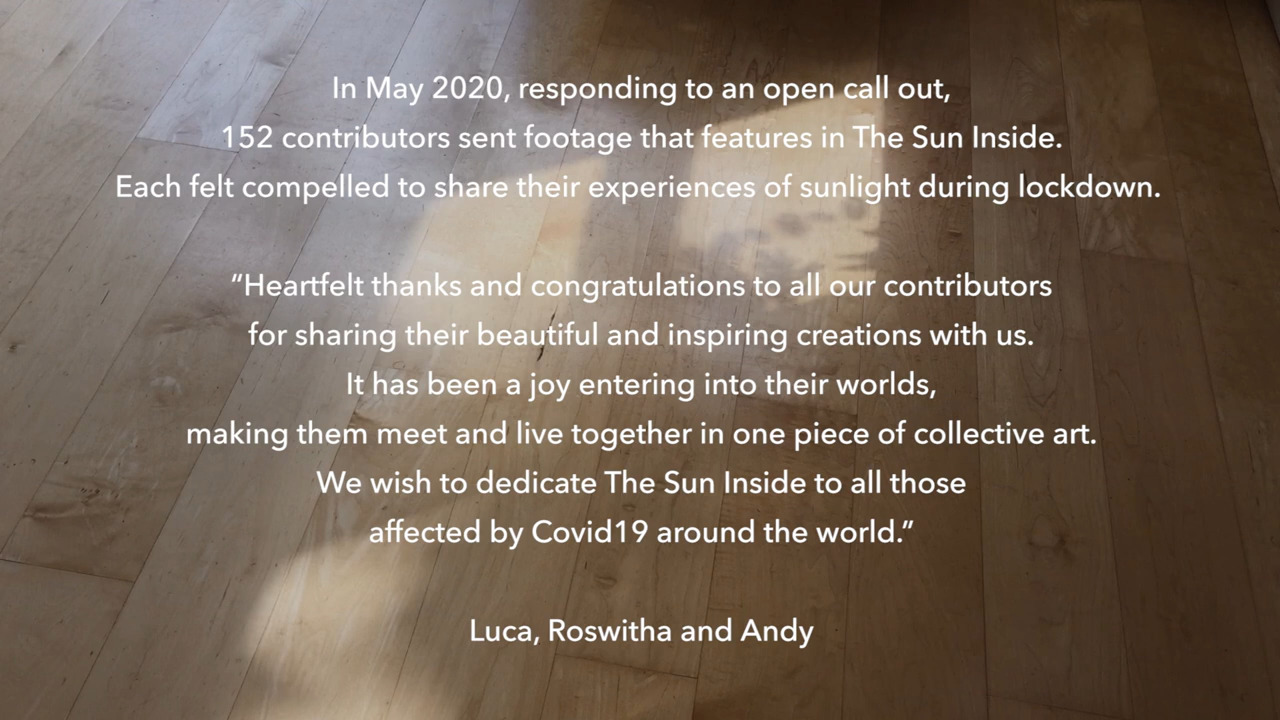 In May 2020, responding to an open call out,
152 contributors sent footage that features in The Sun Inside.
Each felt compelled to share their experiences of sunlight during lockdown.
“Heartfelt thanks and congratulations to all our contributors
for sharing their beautiful and inspiring creations with us.
It has been a joy entering into their worlds,
making them meet and live together in one piece of collective art.
We wish to dedicate The Sun Inside to all those
affected by Covid19 around the world.”
Luca, Roswitha and Andy